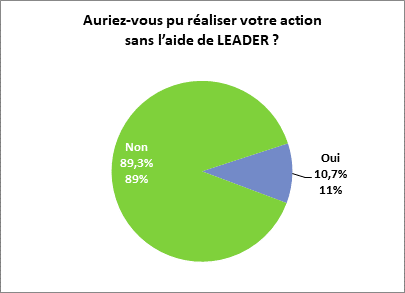 Auriez-vous pu réaliser votre action
sans l’aide de LEADER ?
Non
89,3%
89%
Oui
10,7%
11%